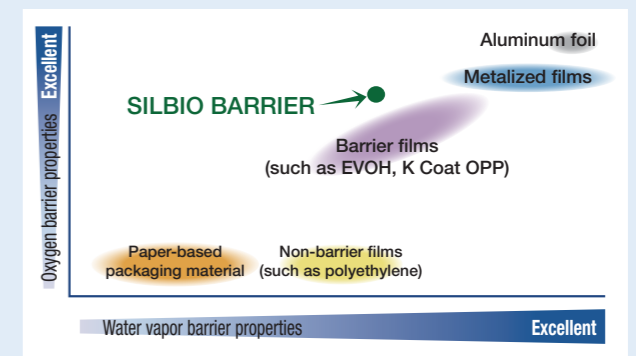 Excellent
Oxygen barrier properties
Aluminum foil
Metalized films
SILBIO BARRIER
Barrier films
(such as EVOH, K Coat OPP)
Paper-based
packaging material
Non-barrier films
(such as polyethylene)
Water vapor barrier properties
Excellent